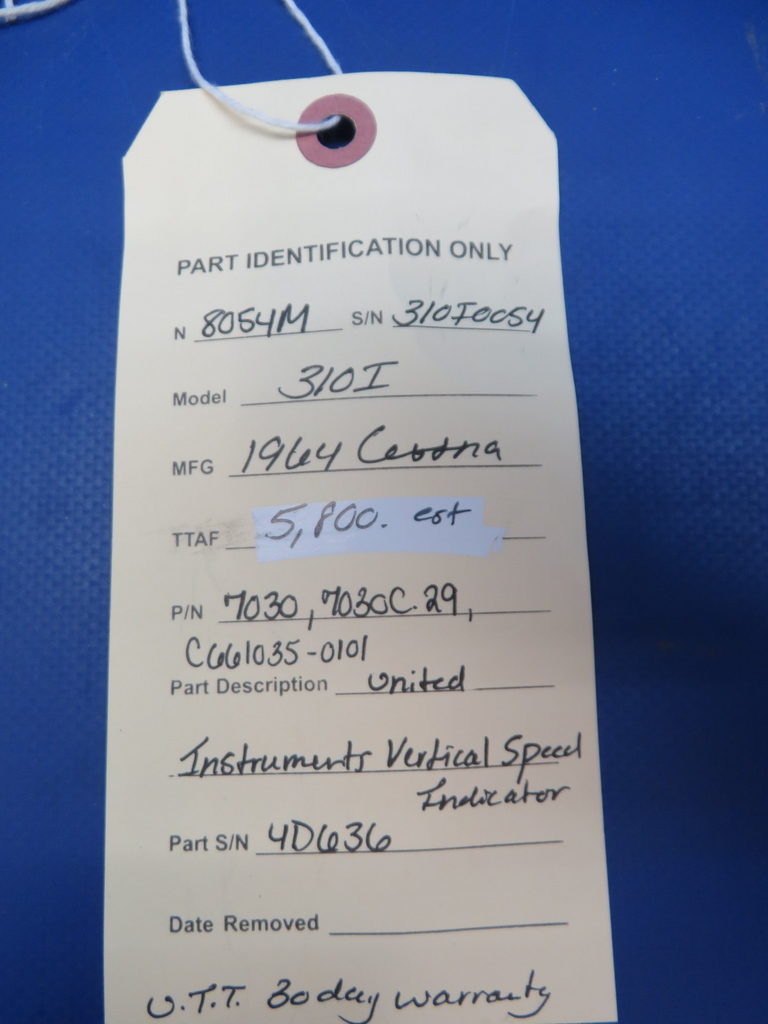 PART IDENTIFICATION ONLY
N 8054M S/N 310I0054
Model 310I
MFG 1964 Cessna
TTAF 5,800. est
P/N 7030, 7030C.29,
C661035-0101
Part Description United
Instruments Vertical Speed
Indicator
Part S/N 4D636
Date Removed
U.T.T. 30 day warranty